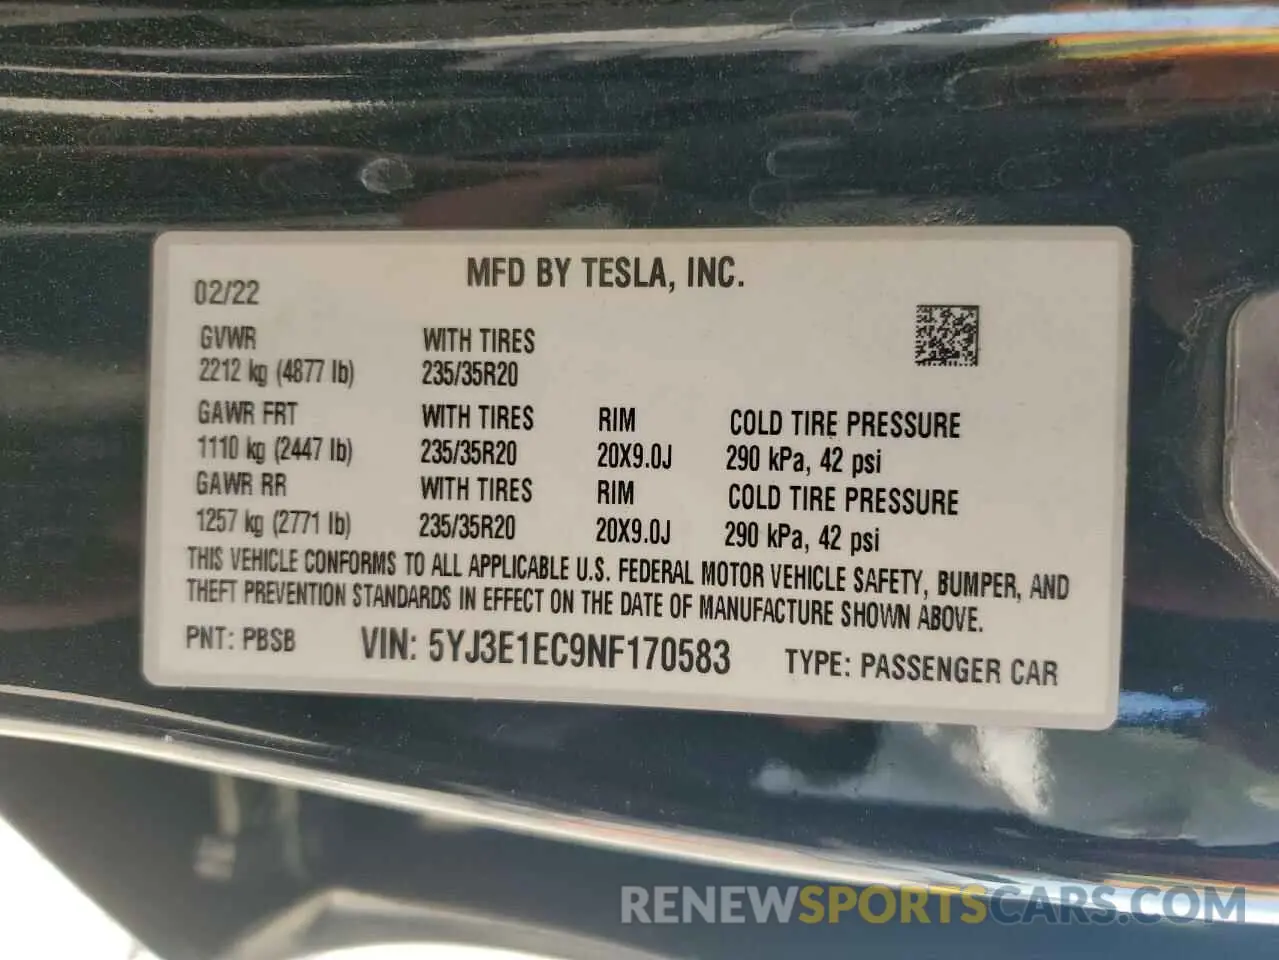 MFD BY TESLA, INC.
02/22
GVWR WITH TIRES
2212 kg (4877 lb) 235/35R20
GAWR FRT WITH TIRES RIM COLD TIRE PRESSURE
1110 kg (2447 lb) 235/35R20 20X9.0J 290 kPa, 42 psi
GAWR RR WITH TIRES RIM COLD TIRE PRESSURE
1257 kg (2771 lb) 235/35R20 20X9.0J 290 kPa, 42 psi
THIS VEHICLE CONFORMS TO ALL APPLICABLE U.S. FEDERAL MOTOR VEHICLE SAFETY, BUMPER, AND
THEFT PREVENTION STANDARDS IN EFFECT ON THE DATE OF MANUFACTURE SHOWN ABOVE.
PNT: PBSB VIN: 5YJ3E1EC9NF170583 TYPE: PASSENGER CAR
RENEWSPORTSCARS.COM